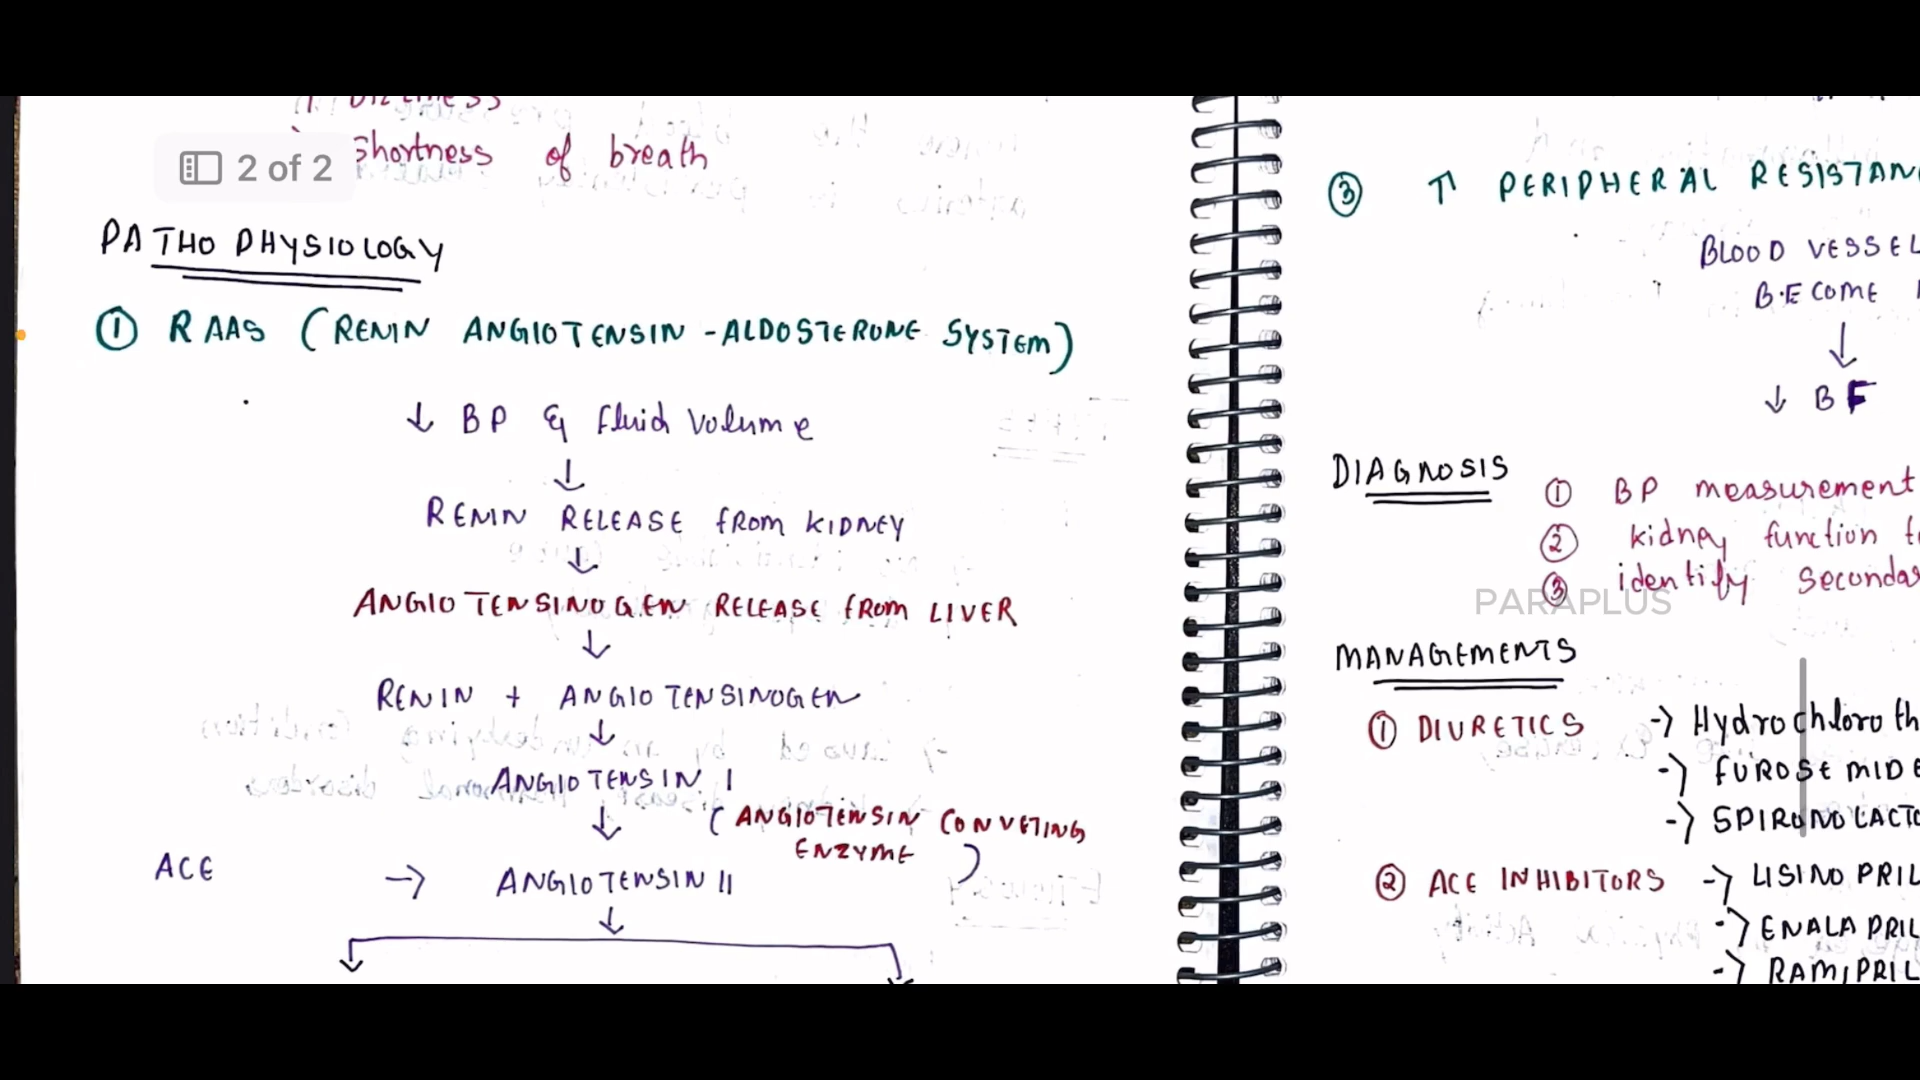 Shortness of breath
2 of 2
PATHO PHYSIOLOGY
① RAAS (RENIN ANGIOTENSIN - ALDOSTERONE SYSTEM)
↓ BP & Fluid Volume
↓
RENIN RELEASE FROM KIDNEY
↓
ANGIOTENSINOGEN RELEASE FROM LIVER
↓
RENIN + ANGIOTENSINOGEN
↓
ANGIOTENSIN I
↓ (ANGIOTENSIN CONVETING
ENZYME )
ACE → ANGIOTENSIN II
↓
③ ↑ PERIPHERAL RESISTAN
BLOOD VESSEL
BECOME
↓
↓ BF
DIAGNOSIS
① BP measurement
② kidney function t
③ identify seconda
PARAPLUS
MANAGEMENTS
① DIURETICS -> Hydrochloroth
-> FUROSEMIDE
-> SPIRONOLACTO
② ACE INHIBITORS -> LISINOPRIL
-> ENALAPRIL
-> RAMIPRIL